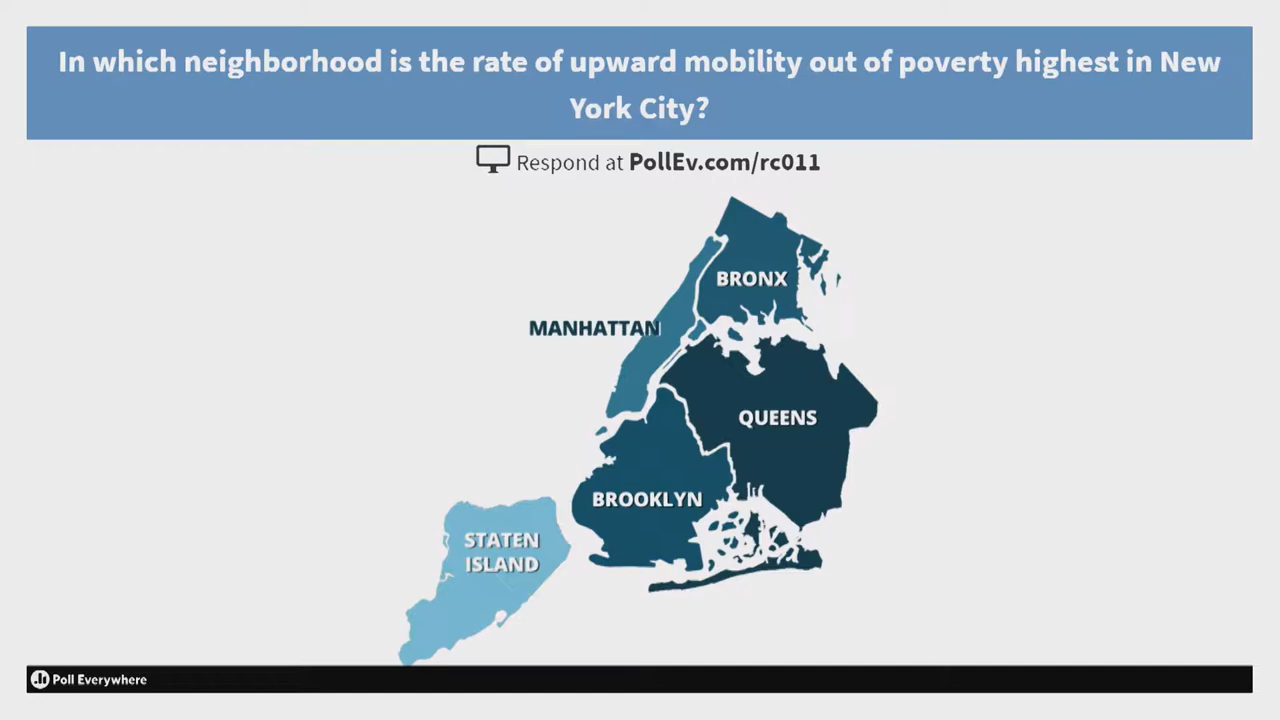 In which neighborhood is the rate of upward mobility out of poverty highest in New
York City?
Respond at PollEv.com/rc011
BRONX
MANHATTAN
QUEENS
BROOKLYN
STATEN
ISLAND
Poll Everywhere